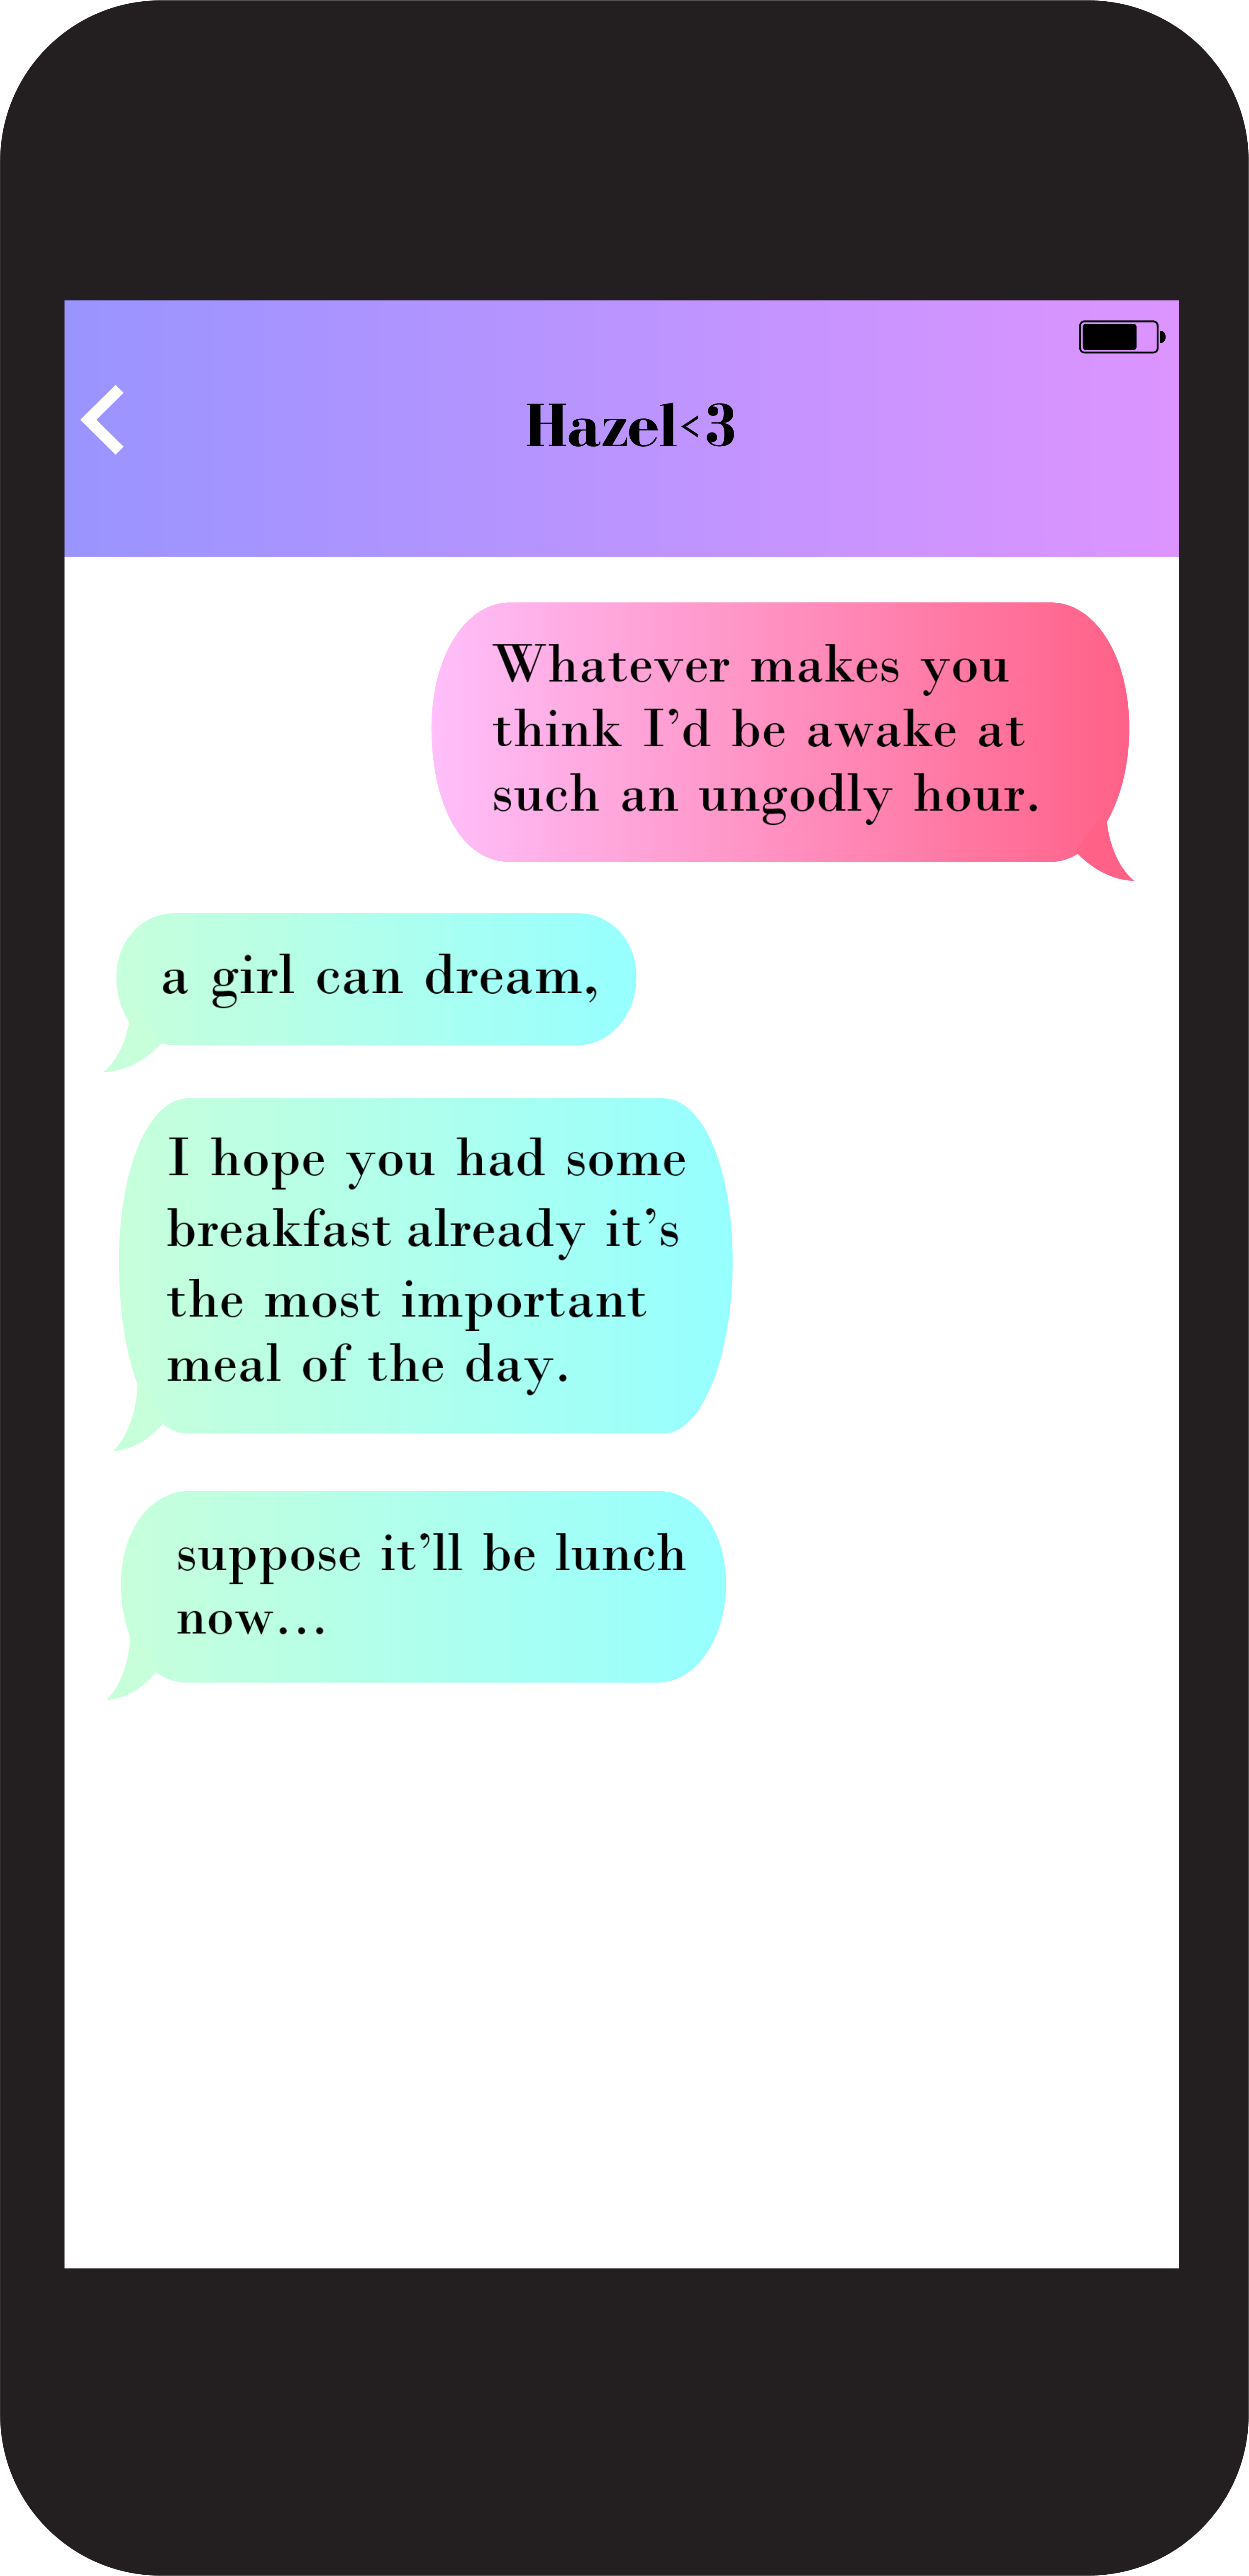 Hazel<3
Whatever makes you
think I’d be awake at
such an ungodly hour.
a girl can dream,
I hope you had some
breakfast already it’s
the most important
meal of the day.
suppose it’ll be lunch
now...